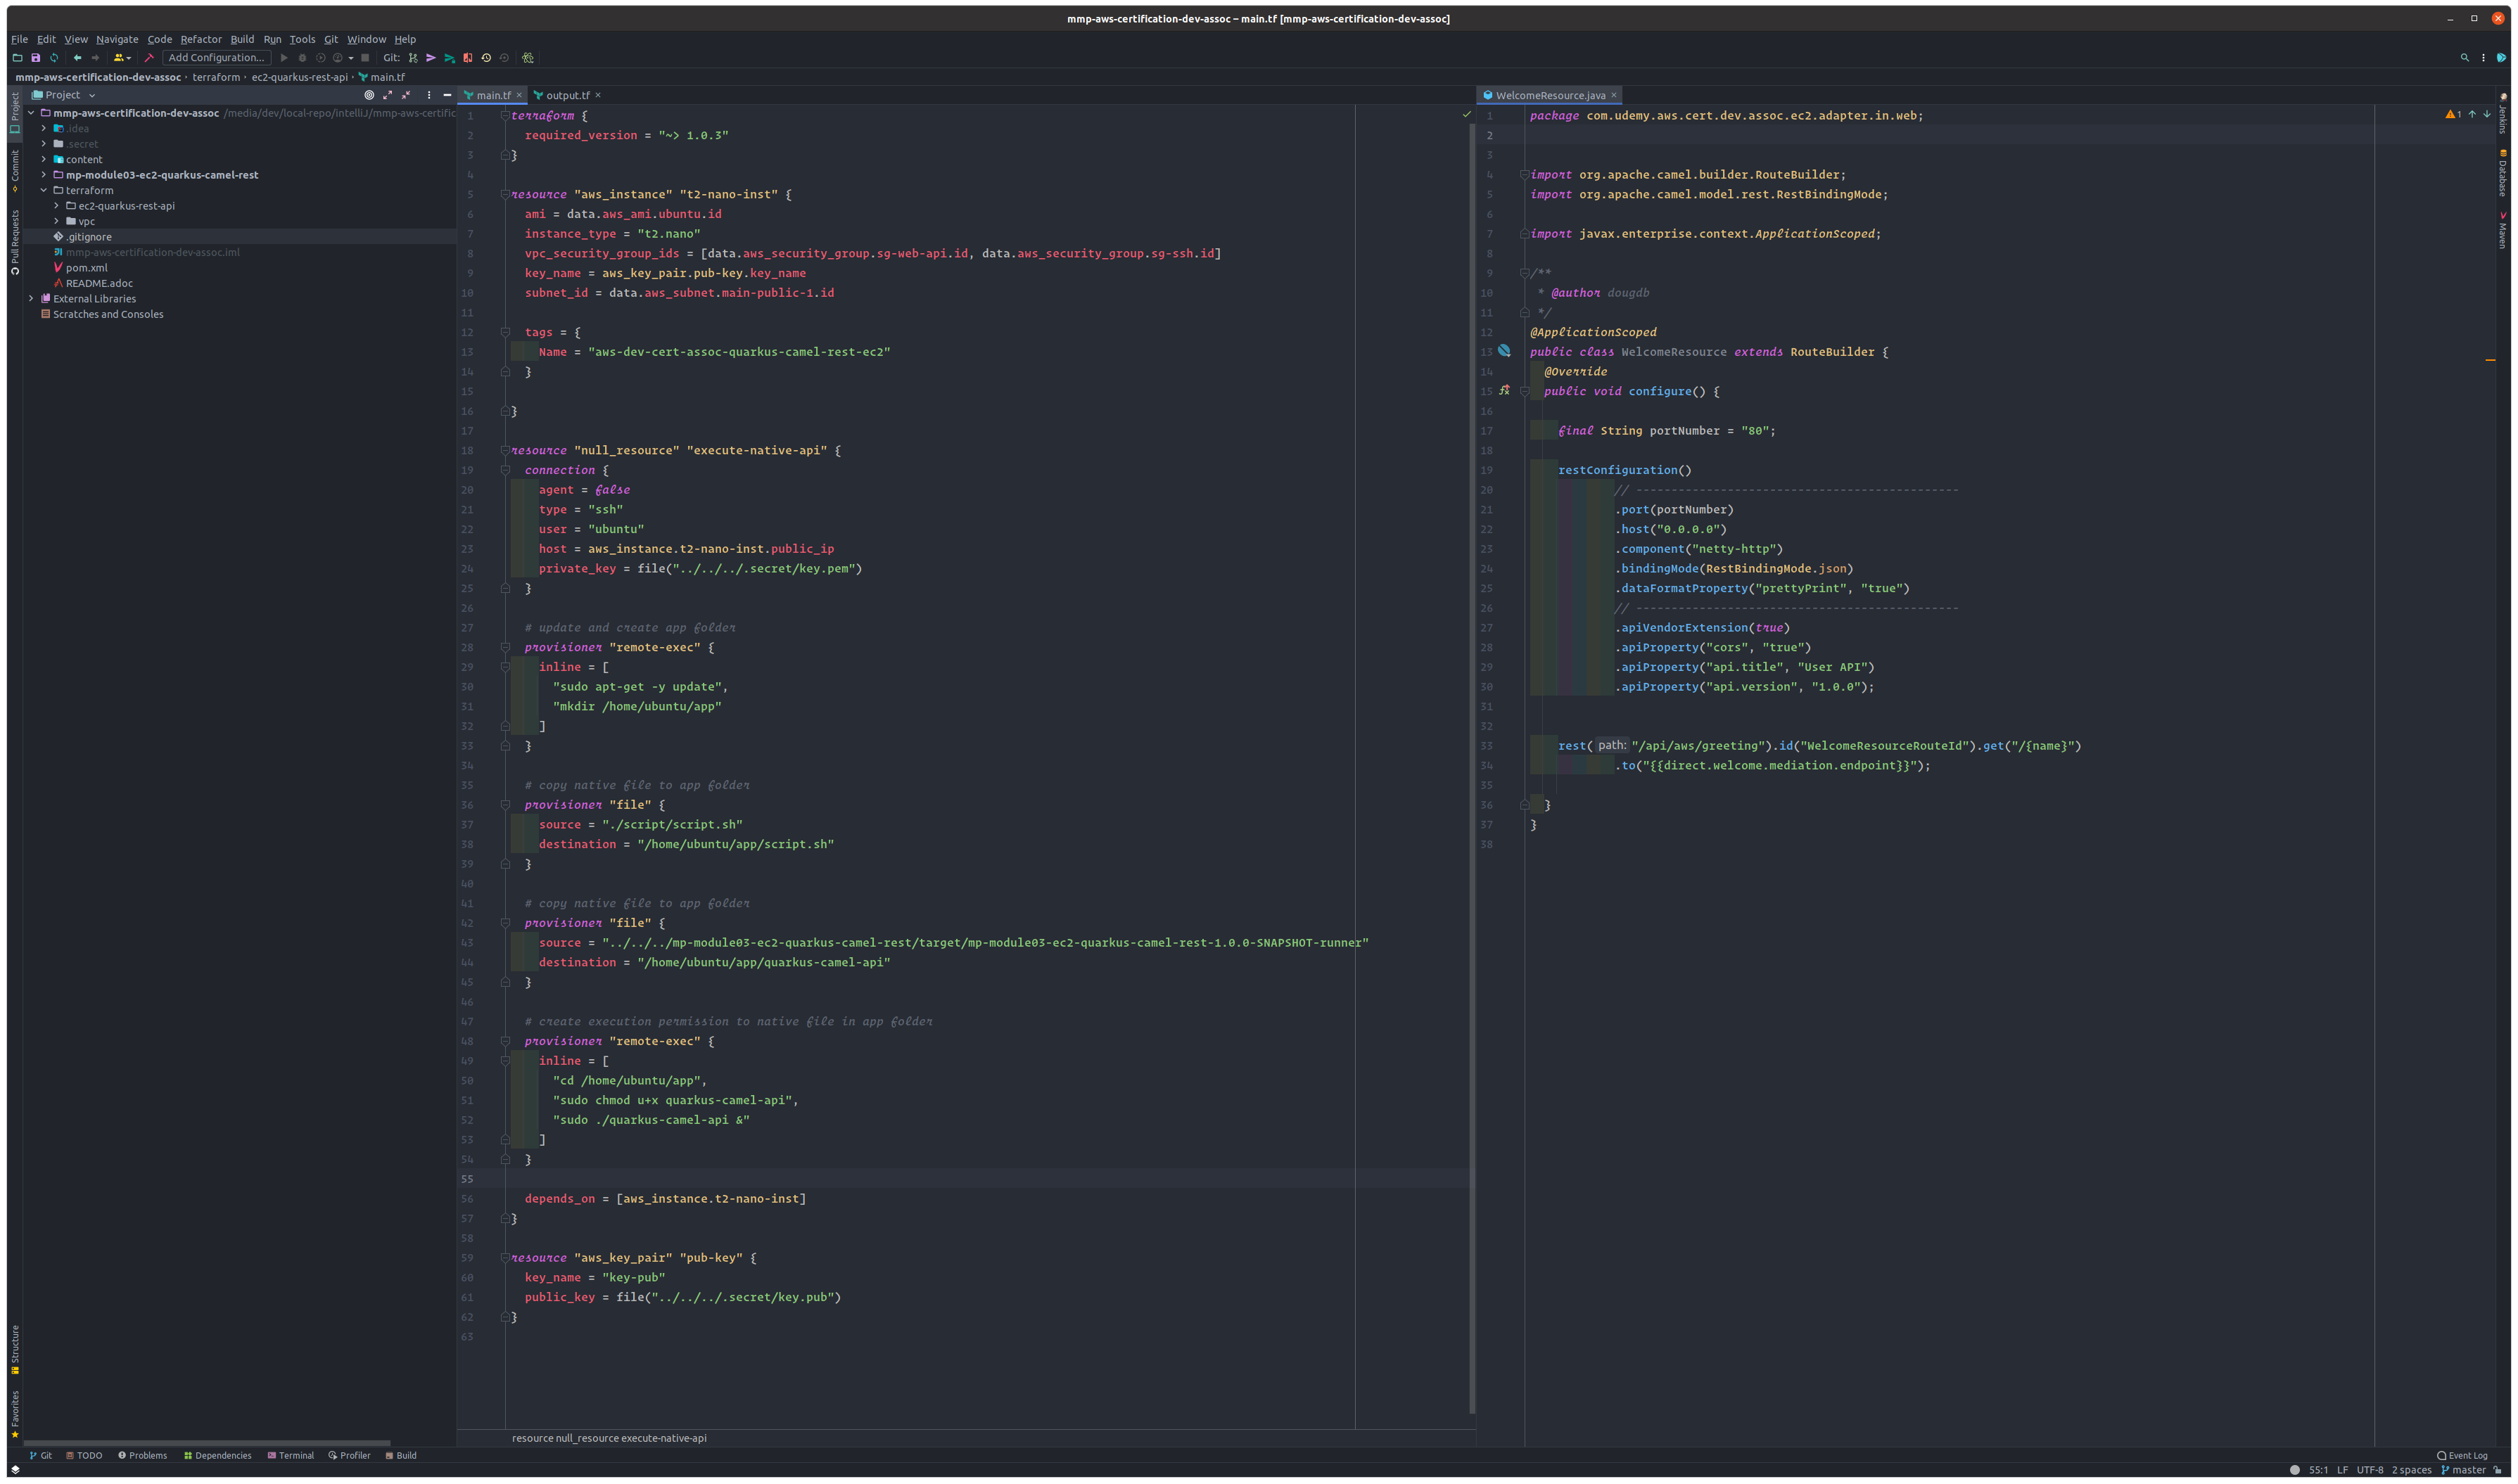 mmp-aws-certification-dev-assoc – main.tf [mmp-aws-certification-dev-assoc]
File Edit View Navigate Code Refactor Build Run Tools Git Window Help
Add Configuration... Git:
mmp-aws-certification-dev-assoc › terraform › ec2-quarkus-rest-api › main.tf
Project
mmp-aws-certification-dev-assoc /media/dev/local-repo/intelliJ/mmp-aws-certific
.idea
.secret
content
mp-module03-ec2-quarkus-camel-rest
terraform
ec2-quarkus-rest-api
vpc
.gitignore
mmp-aws-certification-dev-assoc.iml
pom.xml
README.adoc
External Libraries
Scratches and Consoles
Project
Commit
Pull Requests
Structure
Favorites
main.tf
output.tf
1 terraform {
2 required_version = "~> 1.0.3"
3 }
4
5 resource "aws_instance" "t2-nano-inst" {
6 ami = data.aws_ami.ubuntu.id
7 instance_type = "t2.nano"
8 vpc_security_group_ids = [data.aws_security_group.sg-web-api.id, data.aws_security_group.sg-ssh.id]
9 key_name = aws_key_pair.pub-key.key_name
10 subnet_id = data.aws_subnet.main-public-1.id
11
12 tags = {
13 Name = "aws-dev-cert-assoc-quarkus-camel-rest-ec2"
14 }
15
16 }
17
18 resource "null_resource" "execute-native-api" {
19 connection {
20 agent = false
21 type = "ssh"
22 user = "ubuntu"
23 host = aws_instance.t2-nano-inst.public_ip
24 private_key = file("../../../.secret/key.pem")
25 }
26
27 # update and create app folder
28 provisioner "remote-exec" {
29 inline = [
30 "sudo apt-get -y update",
31 "mkdir /home/ubuntu/app"
32 ]
33 }
34
35 # copy native file to app folder
36 provisioner "file" {
37 source = "./script/script.sh"
38 destination = "/home/ubuntu/app/script.sh"
39 }
40
41 # copy native file to app folder
42 provisioner "file" {
43 source = "../../../mp-module03-ec2-quarkus-camel-rest/target/mp-module03-ec2-quarkus-camel-rest-1.0.0-SNAPSHOT-runner"
44 destination = "/home/ubuntu/app/quarkus-camel-api"
45 }
46
47 # create execution permission to native file in app folder
48 provisioner "remote-exec" {
49 inline = [
50 "cd /home/ubuntu/app",
51 "sudo chmod u+x quarkus-camel-api",
52 "sudo ./quarkus-camel-api &"
53 ]
54 }
55
56 depends_on = [aws_instance.t2-nano-inst]
57 }
58
59 resource "aws_key_pair" "pub-key" {
60 key_name = "key-pub"
61 public_key = file("../../../.secret/key.pub")
62 }
63
resource null_resource execute-native-api
WelcomeResource.java
1 package com.udemy.aws.cert.dev.assoc.ec2.adapter.in.web;
2
3
4 import org.apache.camel.builder.RouteBuilder;
5 import org.apache.camel.model.rest.RestBindingMode;
6
7 import javax.enterprise.context.ApplicationScoped;
8
9 /**
10 * @author dougdb
11 */
12 @ApplicationScoped
13 public class WelcomeResource extends RouteBuilder {
14 @Override
15 public void configure() {
16
17 final String portNumber = "80";
18
19 restConfiguration()
20 // ----------------------------------------------
21 .port(portNumber)
22 .host("0.0.0.0")
23 .component("netty-http")
24 .bindingMode(RestBindingMode.json)
25 .dataFormatProperty("prettyPrint", "true")
26 // ----------------------------------------------
27 .apiVendorExtension(true)
28 .apiProperty("cors", "true")
29 .apiProperty("api.title", "User API")
30 .apiProperty("api.version", "1.0.0");
31
32
33 rest( path: "/api/aws/greeting").id("WelcomeResourceRouteId").get("/{name}")
34 .to("{{direct.welcome.mediation.endpoint}}");
35
36 }
37 }
38
1
Jenkins
Database
Maven
Git TODO Problems Dependencies Terminal Profiler Build Event Log
55:1 LF UTF-8 2 spaces master